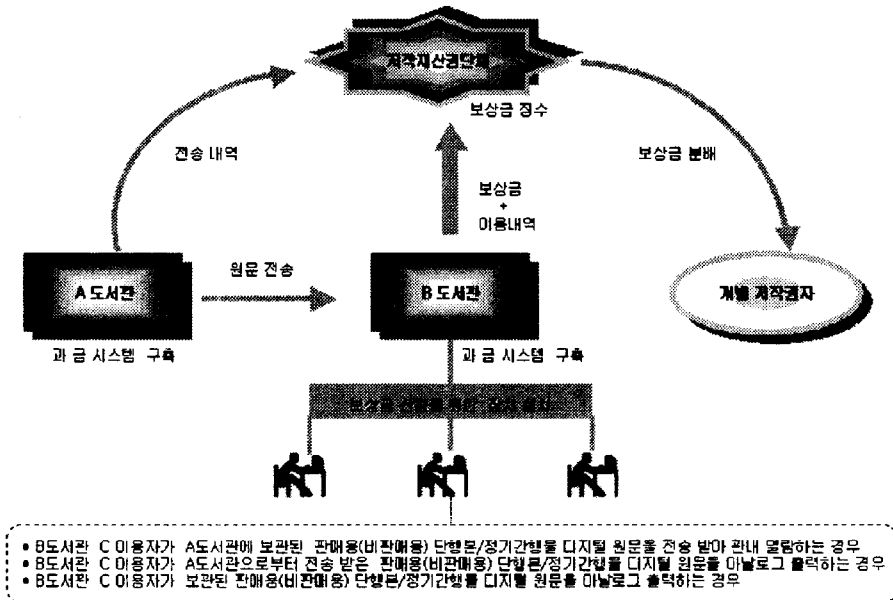 저작재산권단체
보상금 징수
전송 내역
보상금 분배
보상금
+
이용내역
원문 전송
A 도서관
B 도서관
개별 저작권자
과 금 시스템 구축
과 금 시스템 구축
보상금
• B도서관 C 이용자가 A도서관에 보관된 판매용(비판매용) 단행본/정기간행물 디지털 원문을 전송 받아 관내 열람하는 경우
• B도서관 C 이용자가 A도서관으로부터 전송 받은 판매용(비판매용) 단행본/정기간행물 디지털 원문을 아날로그 출력하는 경우
• B도서관 C 이용자가 보관된 판매용(비판매용) 단행본/정기간행물 디지털 원문을 아날로그 출력하는 경우